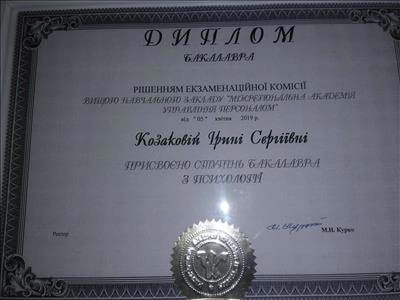 ДИПЛОМ
БАКАЛАВРА
РІШЕННЯМ ЕКЗАМЕНАЦІЙНОЇ КОМІСІЇ
ВИЩОГО НАВЧАЛЬНОГО ЗАКЛАДУ "МІЖРЕГІОНАЛЬНА АКАДЕМІЯ
УПРАВЛІННЯ ПЕРСОНАЛОМ"
від "05" квітня 2019 р.
Козаковій Ірині Сергіївні
ПРИСВОЄНО СТУПІНЬ БАКАЛАВРА
З ПСИХОЛОГІЇ
Ректор
М.Н. Курко